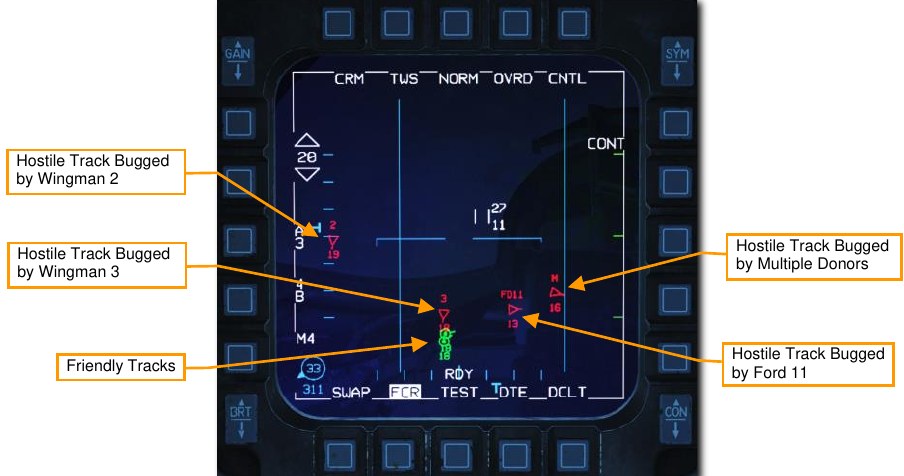 GAIN
SYM
CRM TWS NORM OVRD CNTL
20
CONT
Hostile Track Bugged
by Wingman 2
27
11
A
3
2
19
Hostile Track Bugged
by Wingman 3
Hostile Track Bugged
by Multiple Donors
4
B
3
FD11
M
13
16
M4
18
Friendly Tracks
Hostile Track Bugged
by Ford 11
33
311
RDY
SWAP FCR TEST DTE DCLT
BRT
CON